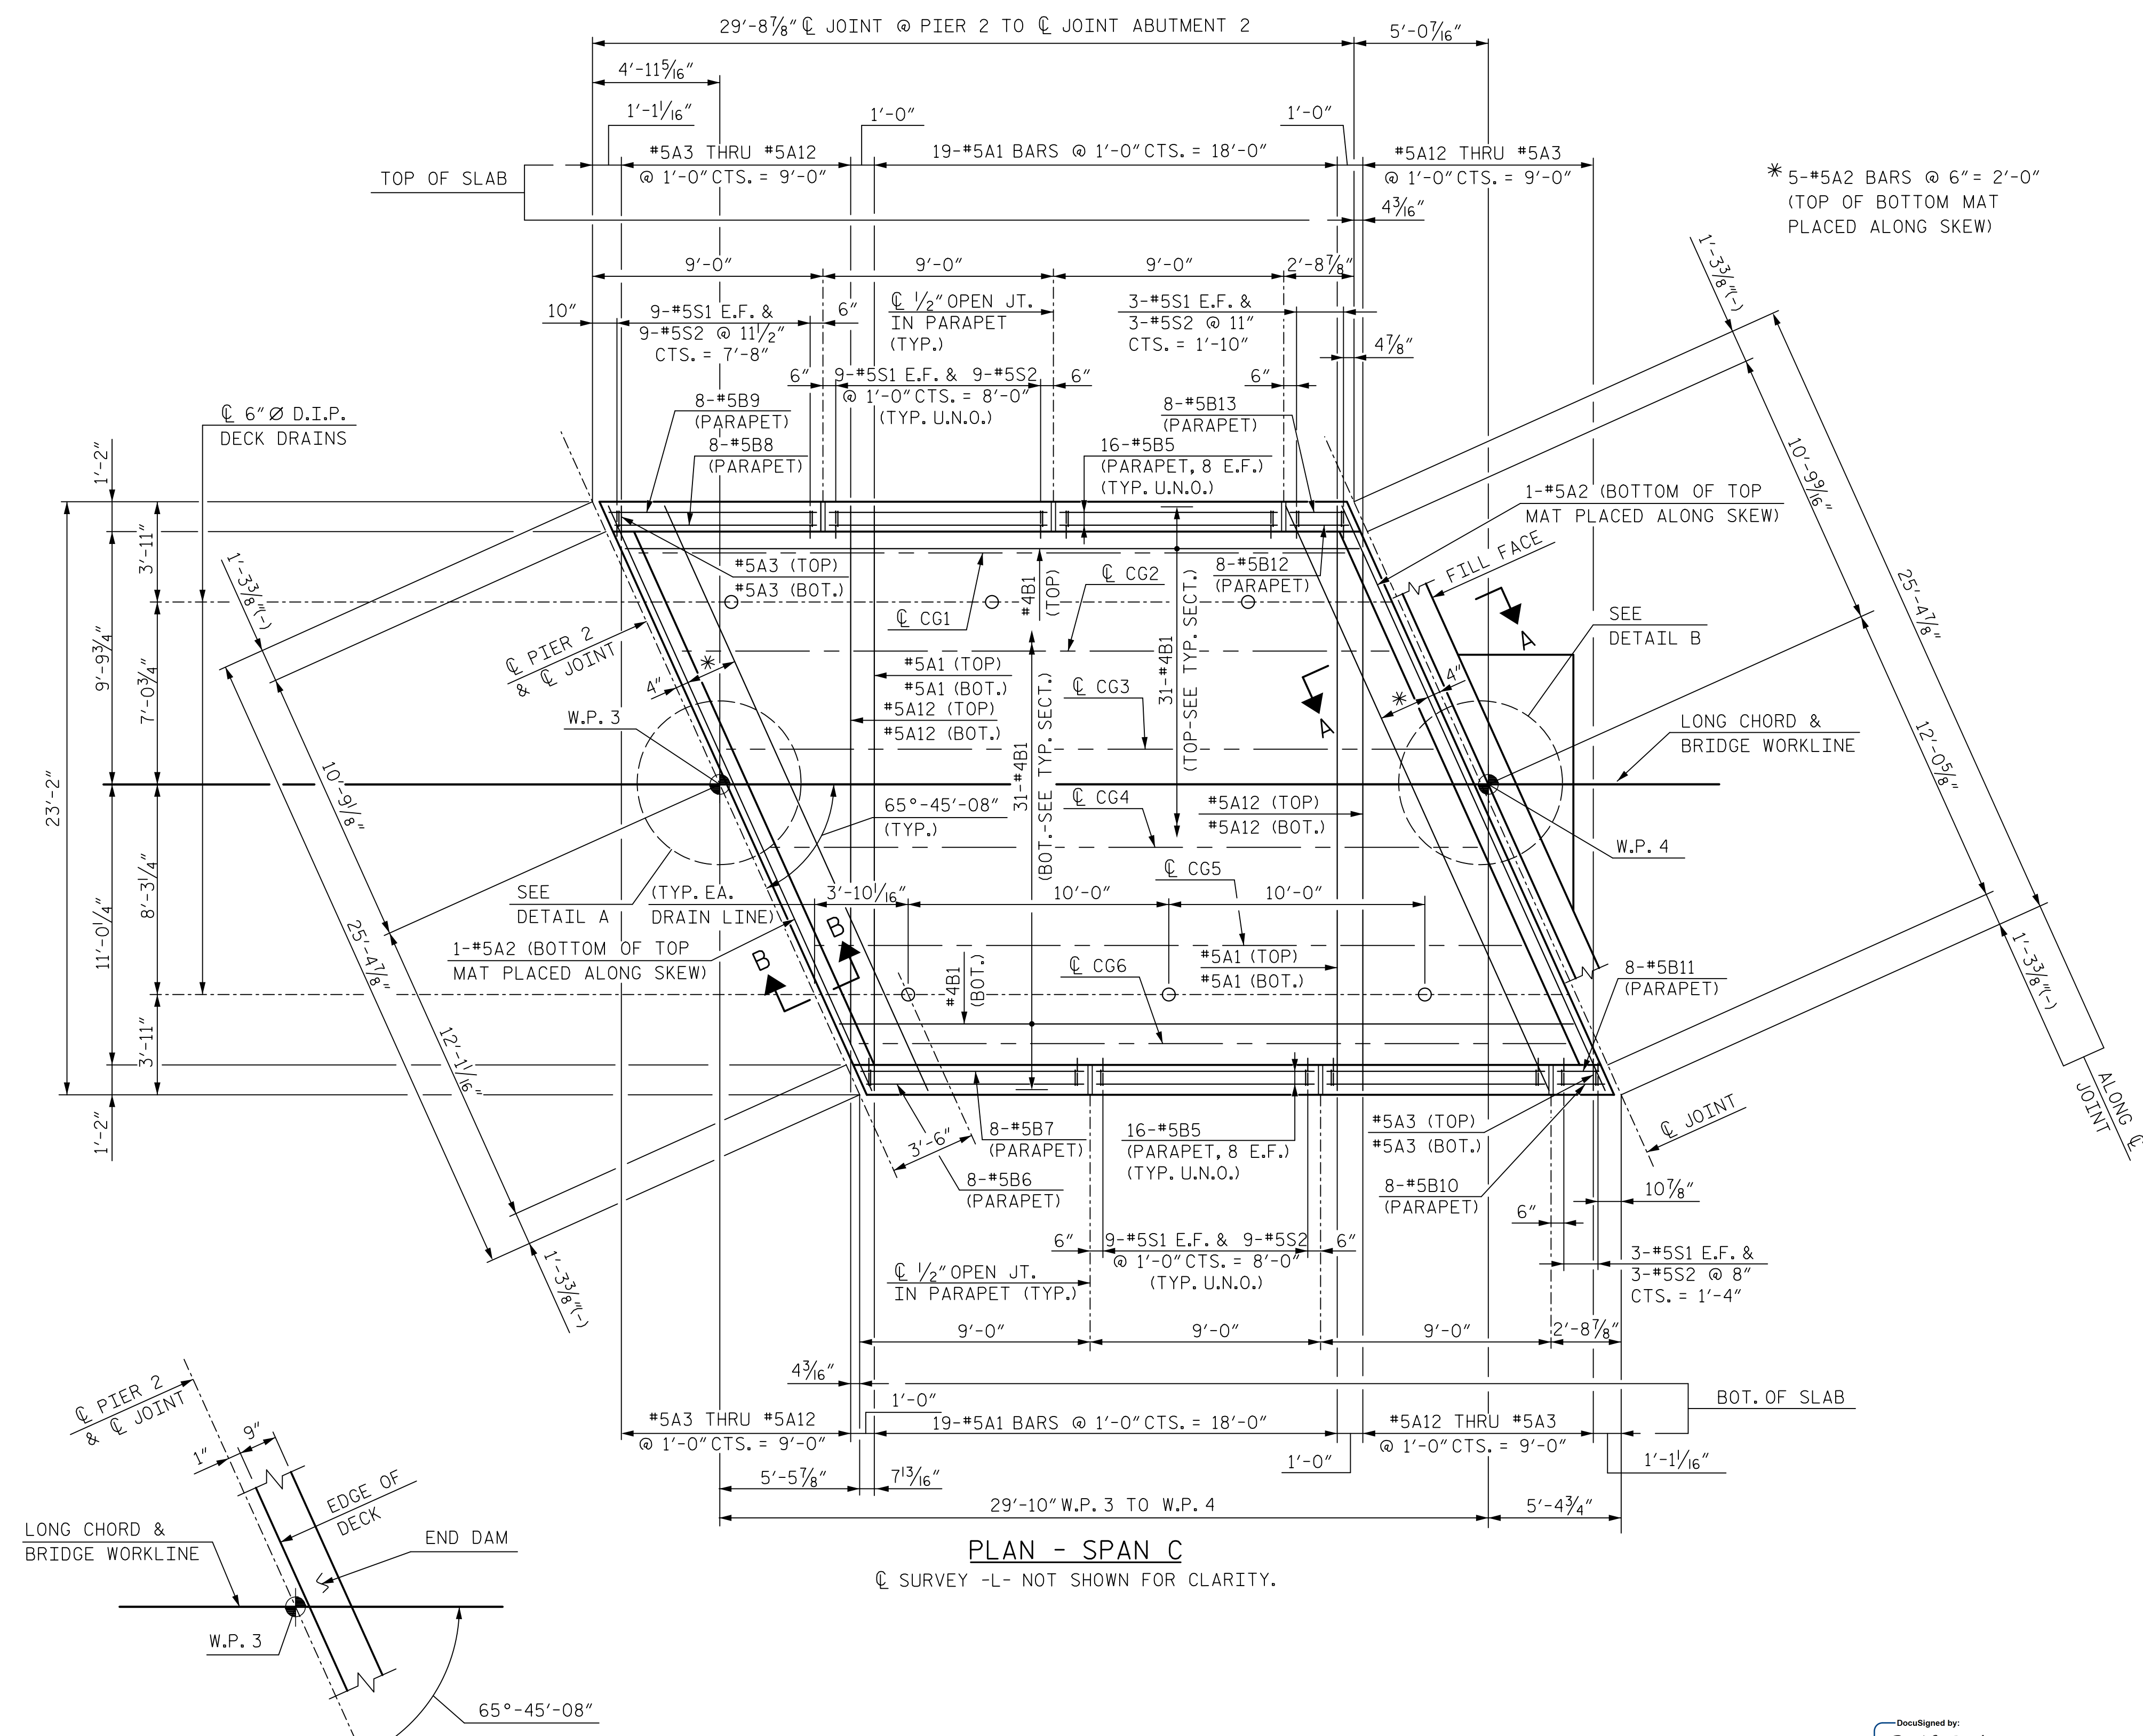 29'-8⅞" ℄ JOINT @ PIER 2 TO ℄ JOINT ABUTMENT 2
5'-0⁷⁄₁₆"
4'-11⁵⁄₁₆"
1'-1¹⁄₁₆"
1'-0"
1'-0"
#5A3 THRU #5A12
@ 1'-0" CTS. = 9'-0"
19-#5A1 BARS @ 1'-0" CTS. = 18'-0"
#5A12 THRU #5A3
@ 1'-0" CTS. = 9'-0"
TOP OF SLAB
4³⁄₁₆"
* 5-#5A2 BARS @ 6" = 2'-0"
(TOP OF BOTTOM MAT
PLACED ALONG SKEW)
9'-0"
9'-0"
9'-0"
2'-8⅞"
10"
9-#5S1 E.F. &
9-#5S2 @ 11½"
CTS. = 7'-8"
6"
℄ ½" OPEN JT.
IN PARAPET
(TYP.)
3-#5S1 E.F. &
3-#5S2 @ 11"
CTS. = 1'-10"
4⅞"
6"
9-#5S1 E.F. & 9-#5S2
@ 1'-0" CTS. = 8'-0"
(TYP. U.N.O.)
6"
6"
1'-3⅜"(-)
℄ 6" Ø D.I.P.
DECK DRAINS
8-#5B9
(PARAPET)
8-#5B8
(PARAPET)
8-#5B13
(PARAPET)
16-#5B5
(PARAPET, 8 E.F.)
(TYP. U.N.O.)
10'-9⁹⁄₁₆"
1'-2"
3'-11"
1-#5A2 (BOTTOM OF TOP
MAT PLACED ALONG SKEW)
FILL FACE
25'-4⅞"
1'-3⅜"(-)
#5A3 (TOP)
#5A3 (BOT.)
℄ CG1
#4B1
(TOP)
℄ CG2
8-#5B12
(PARAPET)
31-#4B1
(TOP-SEE TYP. SECT.)
A
SEE
DETAIL B
9'-9¾"
7'-0¾"
℄ PIER 2
& ℄ JOINT
4"
*
#5A1 (TOP)
#5A1 (BOT.)
#5A12 (TOP)
#5A12 (BOT.)
℄ CG3
A
*
4"
W.P. 3
LONG CHORD &
BRIDGE WORKLINE
12'-0⅝"
23'-2"
10'-9⅛"
65°-45'-08"
(TYP.)
31-#4B1
(BOT.-SEE TYP. SECT.)
℄ CG4
#5A12 (TOP)
#5A12 (BOT.)
W.P. 4
11'-0¼"
8'-3¼"
SEE
DETAIL A
(TYP. EA.
DRAIN LINE)
3'-10¹⁄₁₆"
10'-0"
10'-0"
℄ CG5
25'-4⅞"
1-#5A2 (BOTTOM OF TOP
MAT PLACED ALONG SKEW)
B
B
#4B1
(BOT.)
℄ CG6
#5A1 (TOP)
#5A1 (BOT.)
8-#5B11
(PARAPET)
1'-3⅜"(-)
3'-11"
12'-1¹⁄₁₆"
1'-2"
3'-6"
8-#5B7
(PARAPET)
8-#5B6
(PARAPET)
16-#5B5
(PARAPET, 8 E.F.)
(TYP. U.N.O.)
#5A3 (TOP)
#5A3 (BOT.)
8-#5B10
(PARAPET)
℄ JOINT
ALONG ℄
JOINT
10⅞"
1'-3⅜"(-)
6"
9-#5S1 E.F. & 9-#5S2
@ 1'-0" CTS. = 8'-0"
(TYP. U.N.O.)
6"
6"
3-#5S1 E.F. &
3-#5S2 @ 8"
CTS. = 1'-4"
℄ ½" OPEN JT.
IN PARAPET (TYP.)
9'-0"
9'-0"
9'-0"
2'-8⅞"
4³⁄₁₆"
1'-0"
BOT. OF SLAB
#5A3 THRU #5A12
@ 1'-0" CTS. = 9'-0"
19-#5A1 BARS @ 1'-0" CTS. = 18'-0"
#5A12 THRU #5A3
@ 1'-0" CTS. = 9'-0"
1'-0"
1'-1¹⁄₁₆"
5'-5⅞"
7¹³⁄₁₆"
29'-10" W.P. 3 TO W.P. 4
5'-4¾"
PLAN - SPAN C
℄ SURVEY -L- NOT SHOWN FOR CLARITY.
℄ PIER 2
& ℄ JOINT
1"
9"
EDGE OF
DECK
LONG CHORD &
BRIDGE WORKLINE
END DAM
W.P. 3
65°-45'-08"
DocuSigned by: